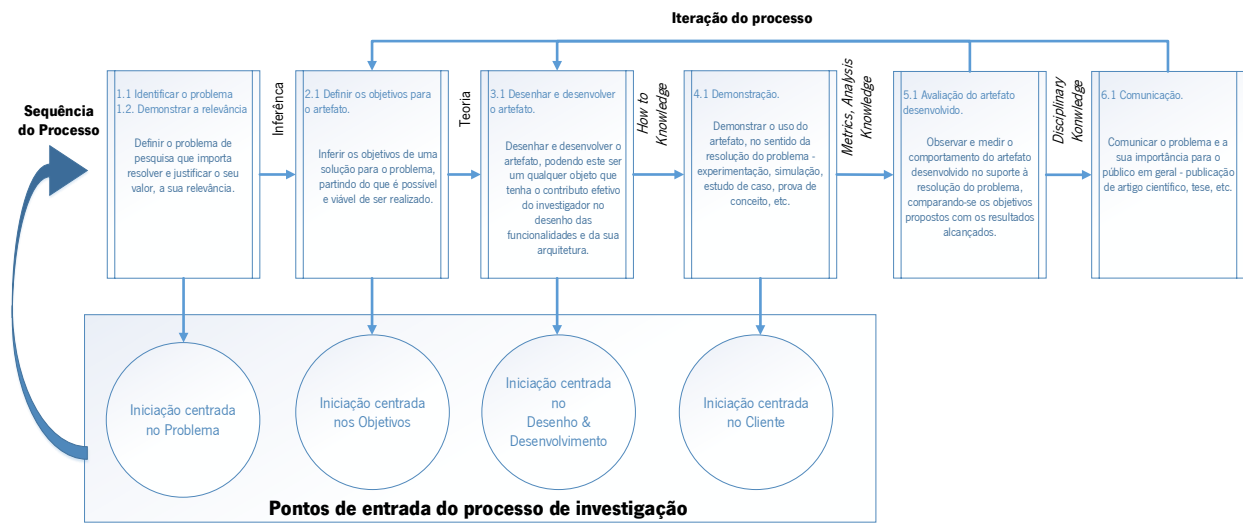 Iteração do processo
Sequência
do Processo
1.1 Identificar o problema
1.2. Demonstrar a relevância
Definir o problema de
pesquisa que importa
resolver e justificar o seu
valor, a sua relevância.
Inferênca
2.1 Definir os objetivos para
o artefato.
Inferir os objetivos de uma
solução para o problema,
partindo do que é possível
e viável de ser realizado.
Teoria
3.1 Desenhar e desenvolver
o artefato.
Desenhar e desenvolver o
artefato, podendo este ser
um qualquer objeto que
tenha o contributo efetivo
do investigador no
desenho das
funcionalidades e da sua
arquitetura.
How to
Knowledge
4.1 Demonstração.
Demonstrar o uso do
artefato, no sentido da
resolução do problema -
experimentação, simulação,
estudo de caso, prova de
conceito, etc.
Metrics, Analysis
Knowledge
5.1 Avaliação do artefato
desenvolvido.
Observar e medir o
comportamento do artefato
desenvolvido no suporte à
resolução do problema,
comparando-se os objetivos
propostos com os resultados
alcançados.
Disciplinary
Konwledge
6.1 Comunicação.
Comunicar o problema e a
sua importância para o
público em geral - publicação
de artigo científico, tese, etc.
Iniciação centrada
no Problema
Iniciação centrada
nos Objetivos
Iniciação centrada
no
Desenho &
Desenvolvimento
Iniciação centrada
no Cliente
Pontos de entrada do processo de investigação